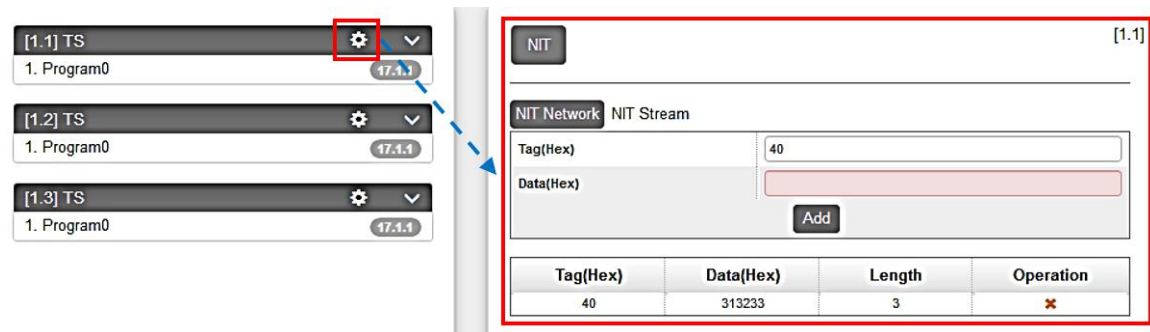 [1.1] TS
1. Program0 17.1.1
[1.2] TS
1. Program0 17.1.1
[1.3] TS
1. Program0 17.1.1
NIT [1.1]
NIT Network NIT Stream
Tag(Hex) 40
Data(Hex)
Add
Tag(Hex) Data(Hex) Length Operation
40 313233 3